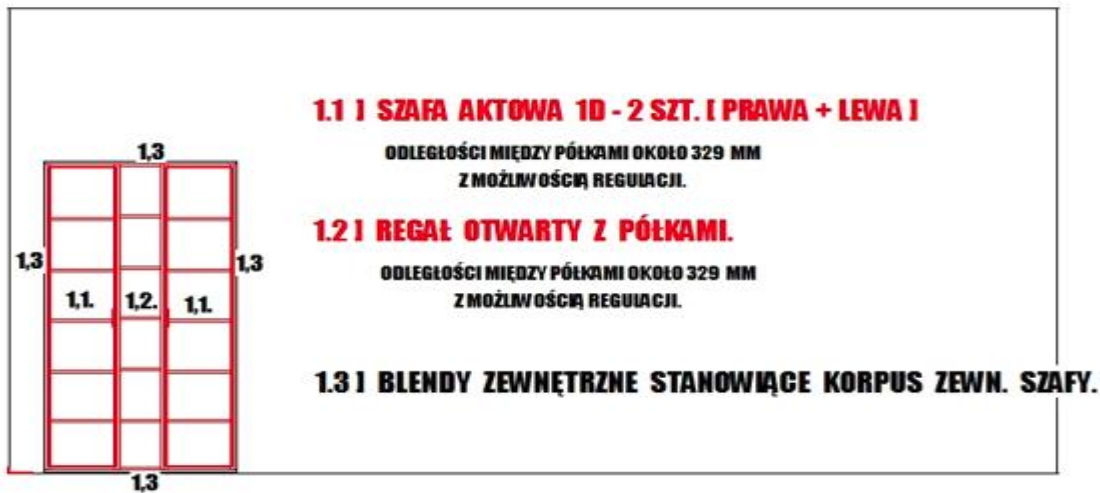 1.1 ] SZAFA AKTOWA 1D - 2 SZT. [ PRAWA + LEWA ]
ODLEGŁOŚCI MIĘDZY PÓŁKAMI OKOŁO 329 MM
Z MOŻLIWOŚCIĄ REGULACJI.
1,3
1.2 ] REGAŁ OTWARTY Z PÓŁKAMI.
1,3
1,3
ODLEGŁOŚCI MIĘDZY PÓŁKAMI OKOŁO 329 MM
Z MOŻLIWOŚCIĄ REGULACJI.
1,1. 1,2. 1,1.
1.3 ] BLENDY ZEWNĘTRZNE STANOWIĄCE KORPUS ZEWN. SZAFY.
1,3